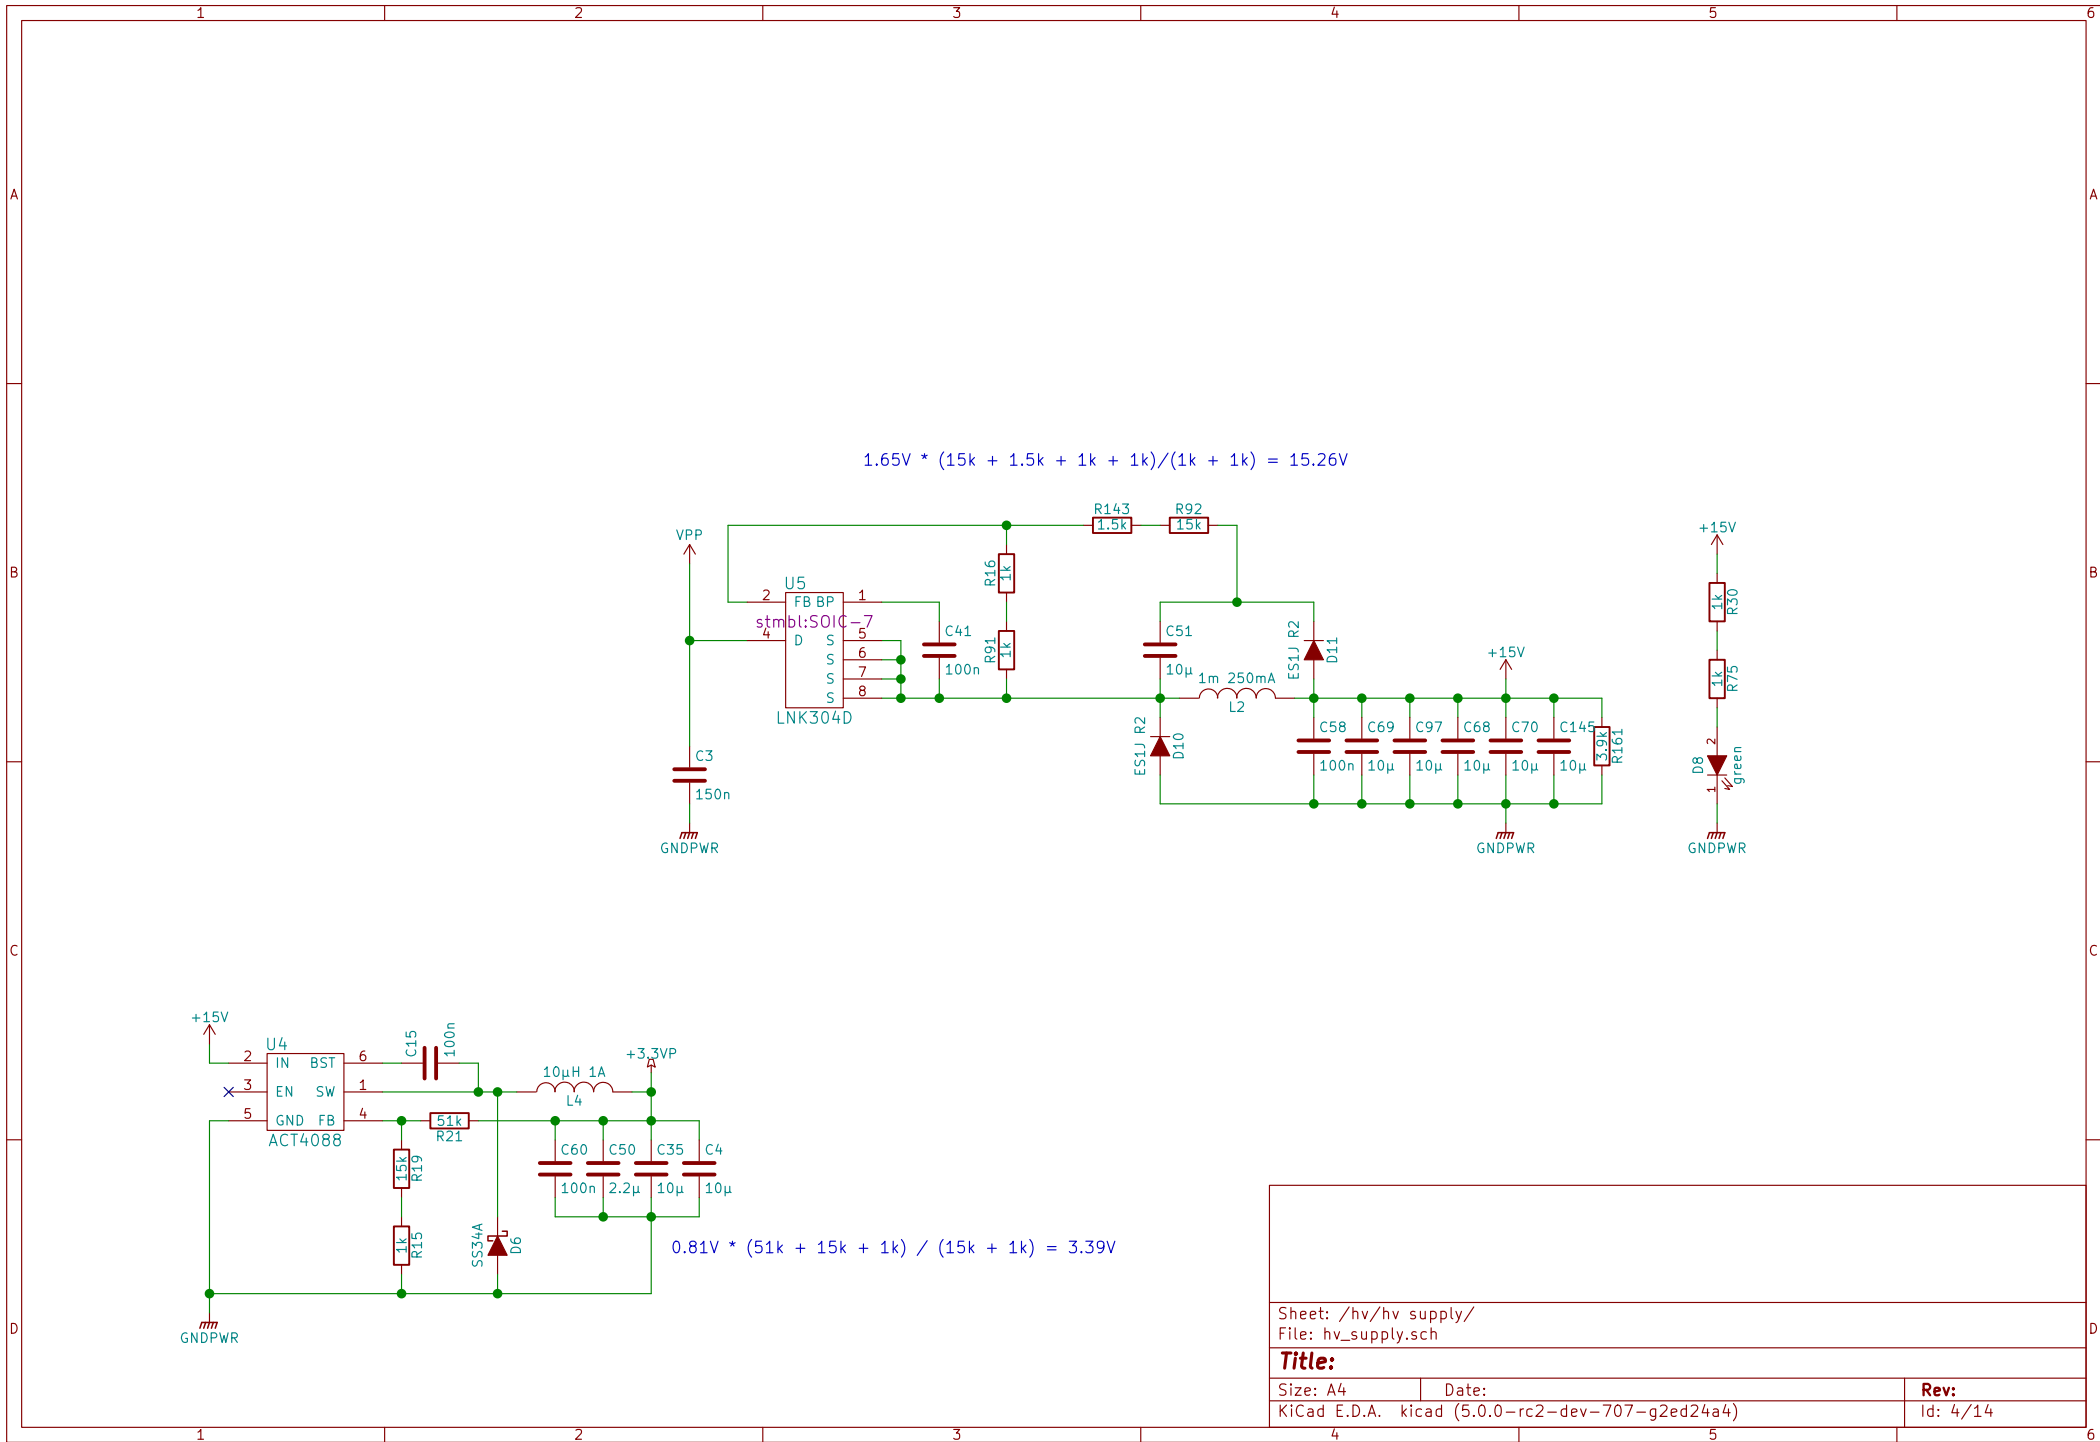 1 2 3 4 5 6
A A
B B
C C
D D
1.65V * (15k + 1.5k + 1k + 1k)/(1k + 1k) = 15.26V
VPP
U5
2 FB BP 1
stmbl:SOIC-7
4 D S 5
S 6
S 7
S 8
LNK304D
C3
150n
GNDPWR
C41
100n
R16
1k
R91
1k
R143
1.5k
R92
15k
C51
10µ
ES1J R2
D11
1m 250mA
L2
ES1J R2
D10
+15V
C58
100n
C69
10µ
C97
10µ
C68
10µ
C70
10µ
C145
10µ
3.9k
R161
GNDPWR
+15V
1k
R30
1k
R75
2
D8
green
1
GNDPWR
+15V
U4
2 IN BST 6
3 EN SW 1
5 GND FB 4
ACT4088
C15
100n
10µH 1A
L4
+3.3VP
51k
R21
15k
R19
1k
R15
SS34A
D6
C60
100n
C50
2.2µ
C35
10µ
C4
10µ
GNDPWR
0.81V * (51k + 15k + 1k) / (15k + 1k) = 3.39V
Sheet: /hv/hv supply/
File: hv_supply.sch
Title:
Size: A4 Date: Rev:
KiCad E.D.A. kicad (5.0.0-rc2-dev-707-g2ed24a4) Id: 4/14
1 2 3 4 5 6